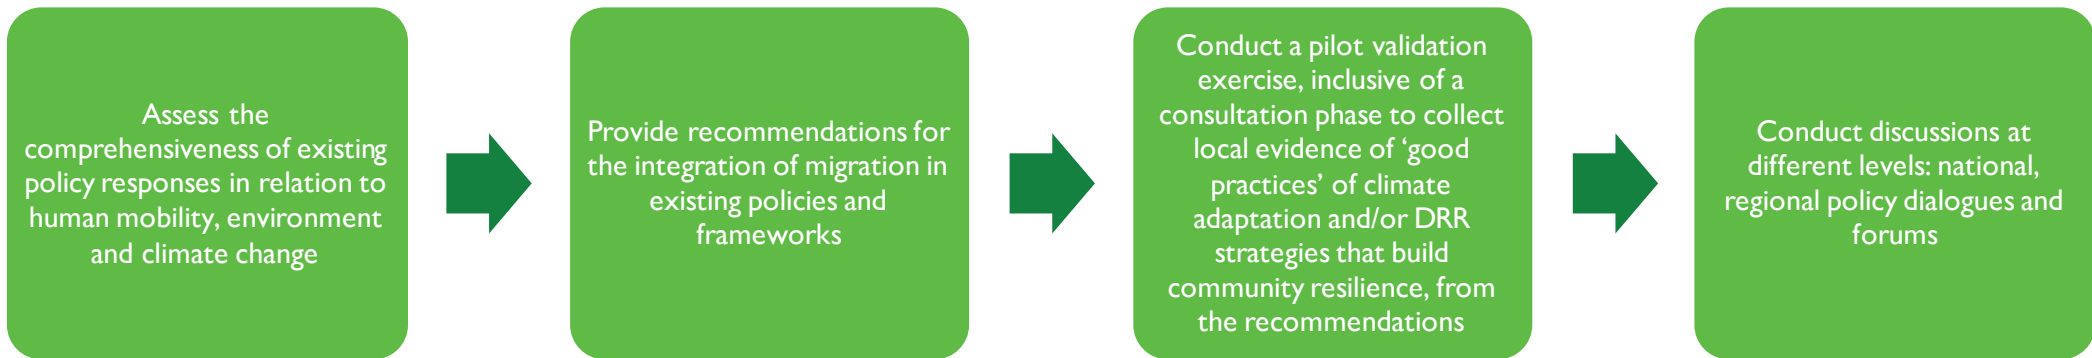 Assess the
comprehensiveness of existing
policy responses in relation to
human mobility, environment
and climate change
Provide recommendations for
the integration of migration in
existing policies and
frameworks
Conduct a pilot validation
exercise, inclusive of a
consultation phase to collect
local evidence of ‘good
practices’ of climate
adaptation and/or DRR
strategies that build
community resilience, from
the recommendations
Conduct discussions at
different levels: national,
regional policy dialogues and
forums